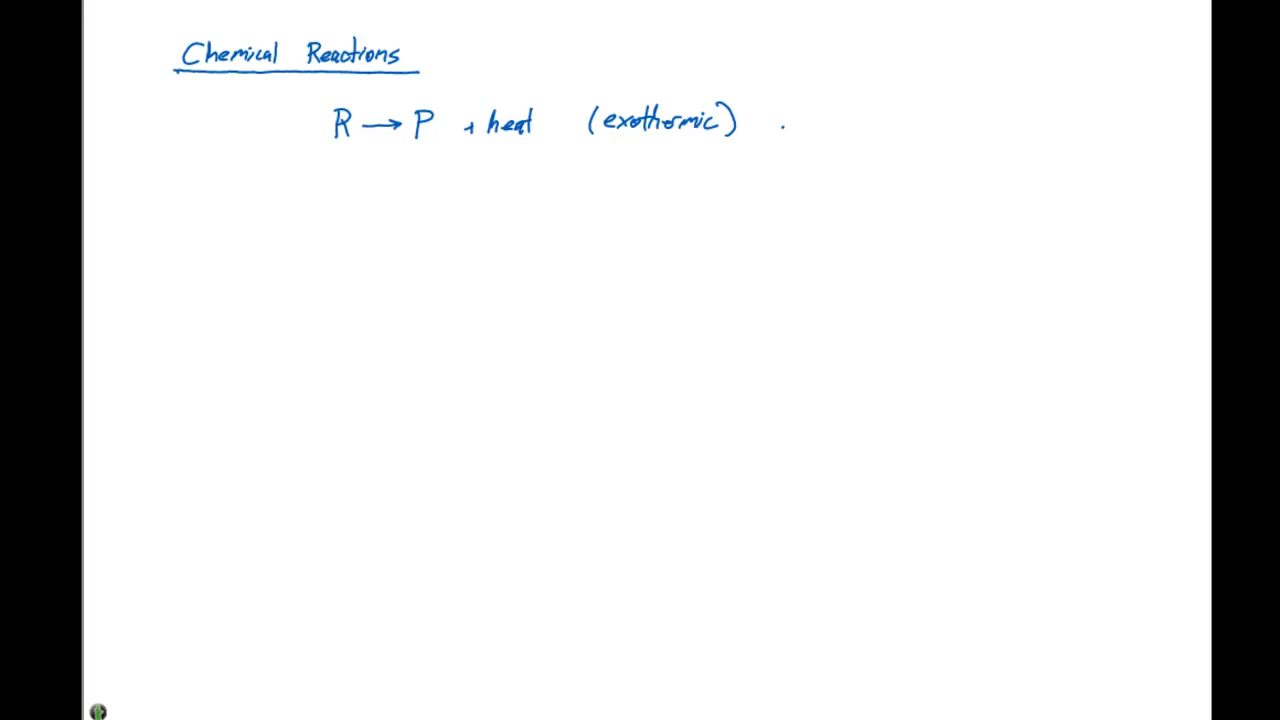 Chemical Reactions
R → P + heat (exothermic)